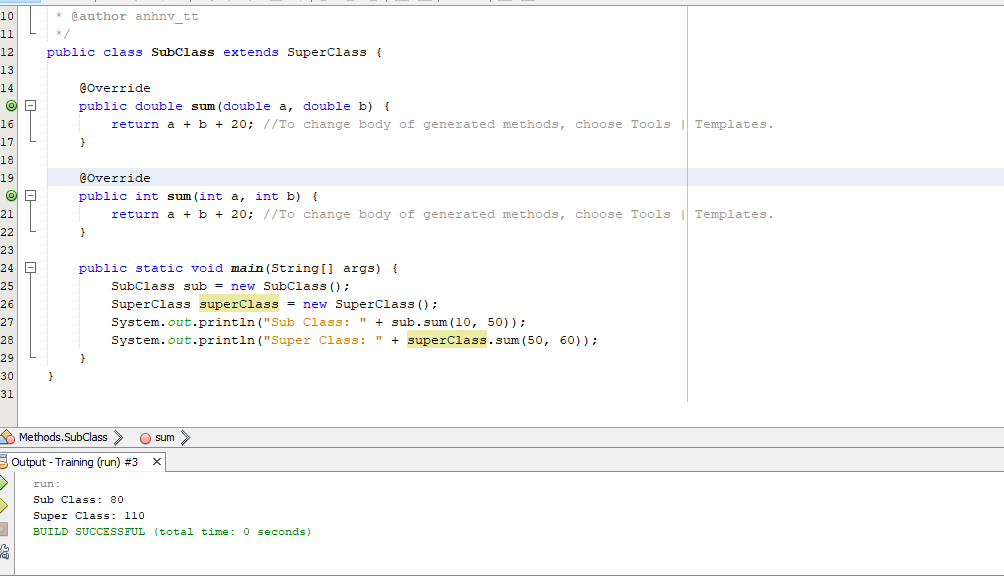 10 * @author anhnv_tt
11 */
12 public class SubClass extends SuperClass {
13
14 @Override
public double sum(double a, double b) {
16 return a + b + 20; //To change body of generated methods, choose Tools | Templates.
17 }
18
19 @Override
public int sum(int a, int b) {
21 return a + b + 20; //To change body of generated methods, choose Tools | Templates.
22 }
23
24 public static void main(String[] args) {
25 SubClass sub = new SubClass();
26 SuperClass superClass = new SuperClass();
27 System.out.println("Sub Class: " + sub.sum(10, 50));
28 System.out.println("Super Class: " + superClass.sum(50, 60));
29 }
30 }
31
Methods.SubClass sum
Output - Training (run) #3 ×
run:
Sub Class: 80
Super Class: 110
BUILD SUCCESSFUL (total time: 0 seconds)